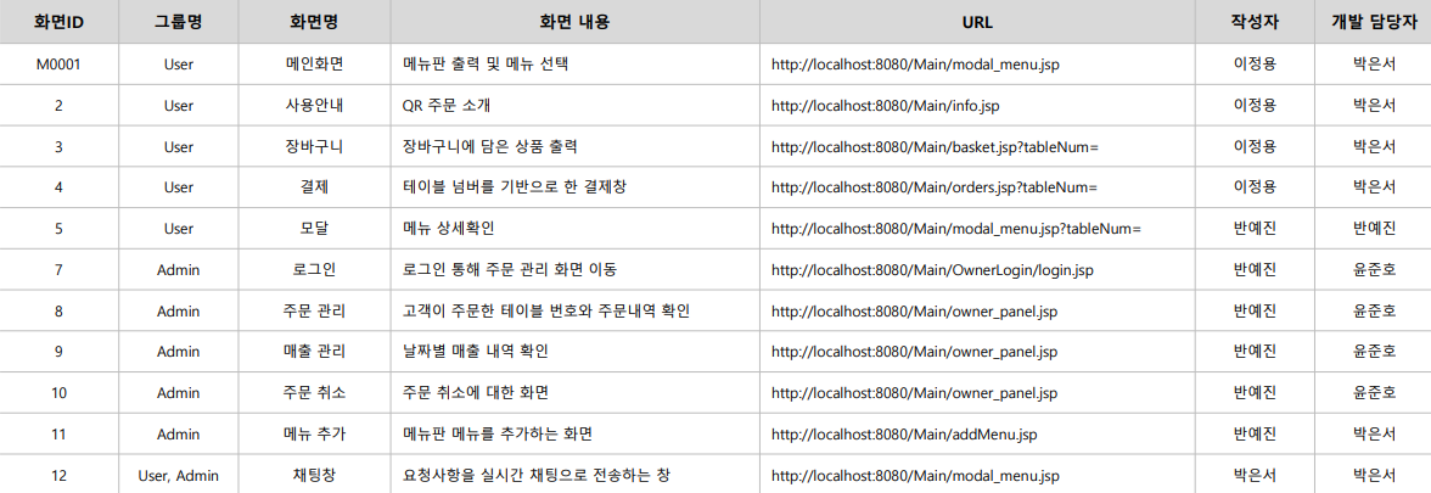 화면ID 그룹명 화면명 화면 내용 URL 작성자 개발 담당자
M0001 User 메인화면 메뉴판 출력 및 메뉴 선택 http://localhost:8080/Main/modal_menu.jsp 이정용 박은서
2 User 사용안내 QR 주문 소개 http://localhost:8080/Main/info.jsp 이정용 박은서
3 User 장바구니 장바구니에 담은 상품 출력 http://localhost:8080/Main/basket.jsp?tableNum= 이정용 박은서
4 User 결제 테이블 넘버를 기반으로 한 결제창 http://localhost:8080/Main/orders.jsp?tableNum= 이정용 박은서
5 User 모달 메뉴 상세확인 http://localhost:8080/Main/modal_menu.jsp?tableNum= 반예진 반예진
7 Admin 로그인 로그인 통해 주문 관리 화면 이동 http://localhost:8080/Main/OwnerLogin/login.jsp 반예진 윤준호
8 Admin 주문 관리 고객이 주문한 테이블 번호와 주문내역 확인 http://localhost:8080/Main/owner_panel.jsp 반예진 윤준호
9 Admin 매출 관리 날짜별 매출 내역 확인 http://localhost:8080/Main/owner_panel.jsp 반예진 윤준호
10 Admin 주문 취소 주문 취소에 대한 화면 http://localhost:8080/Main/owner_panel.jsp 반예진 윤준호
11 Admin 메뉴 추가 메뉴판 메뉴를 추가하는 화면 http://localhost:8080/Main/addMenu.jsp 반예진 박은서
12 User, Admin 채팅창 요청사항을 실시간 채팅으로 전송하는 창 http://localhost:8080/Main/modal_menu.jsp 박은서 박은서